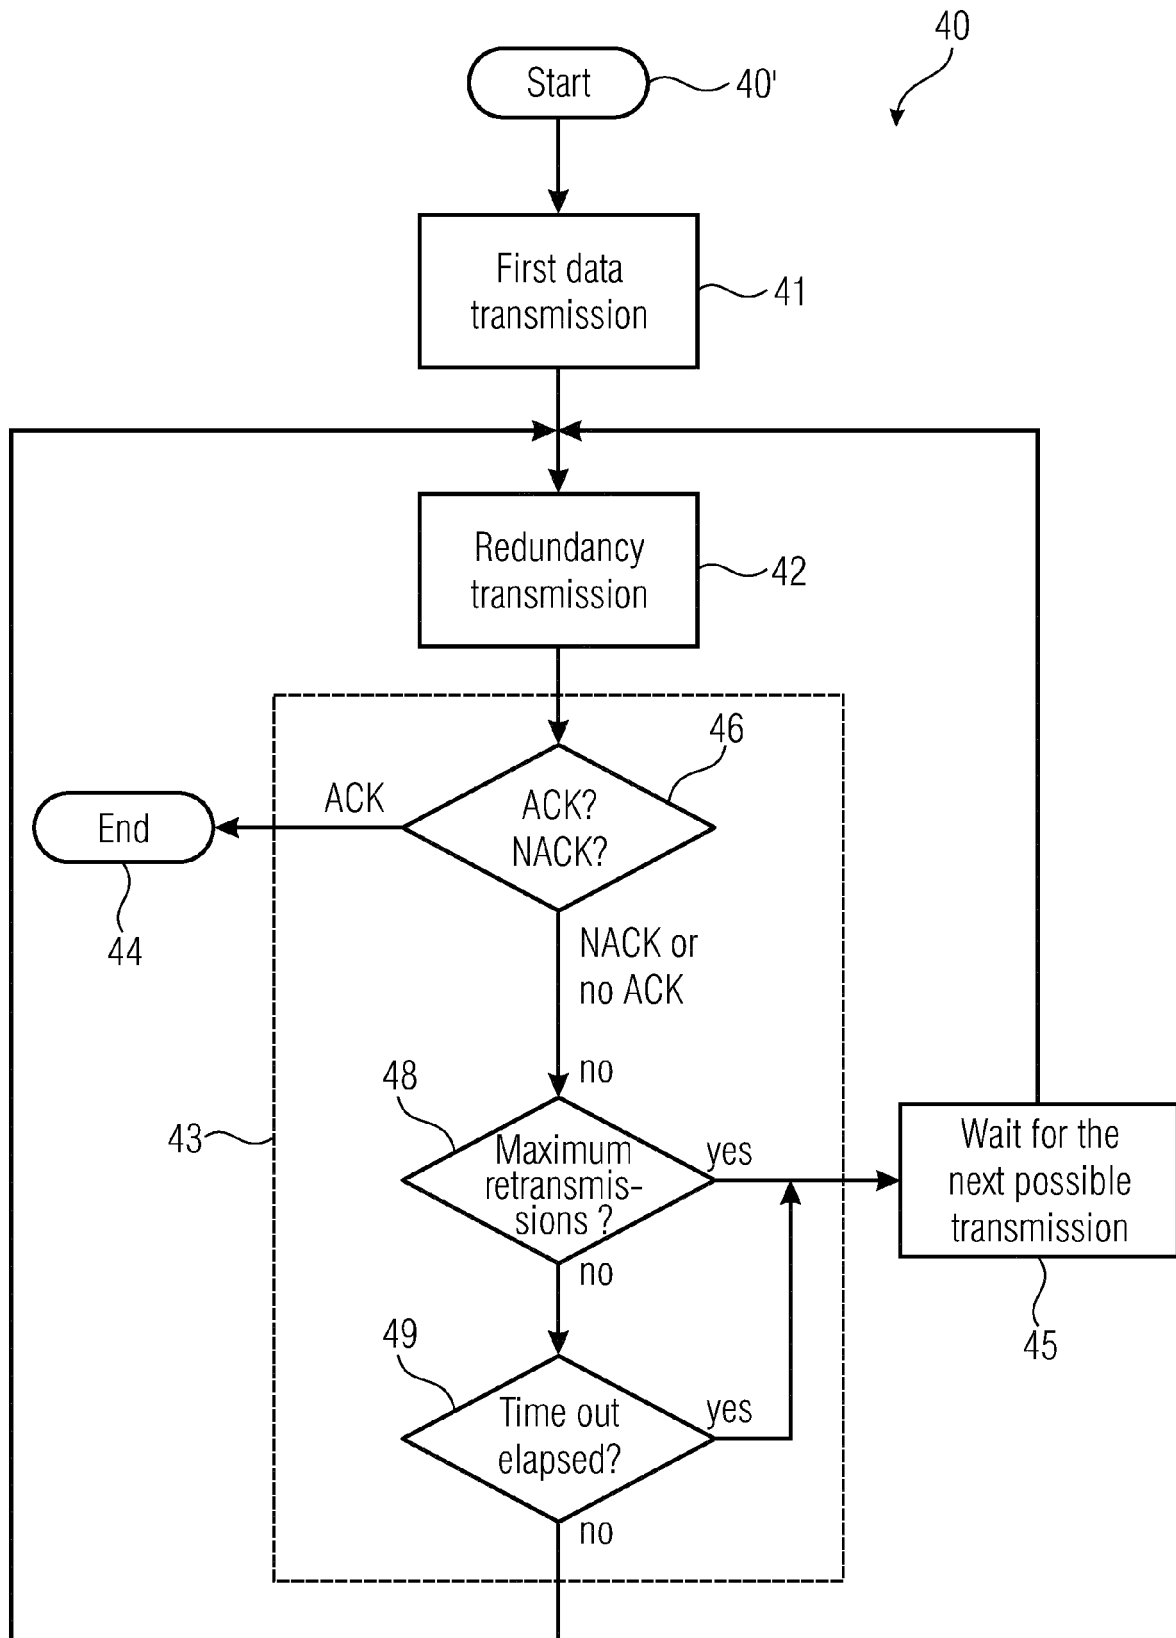 40
Start
40'
First data
transmission
41
Redundancy
transmission
42
46
ACK
ACK?
NACK?
End
44
NACK or
no ACK
no
48
43
Maximum
retransmis-
sions ?
yes
Wait for the
next possible
transmission
no
45
49
Time out
elapsed?
yes
no